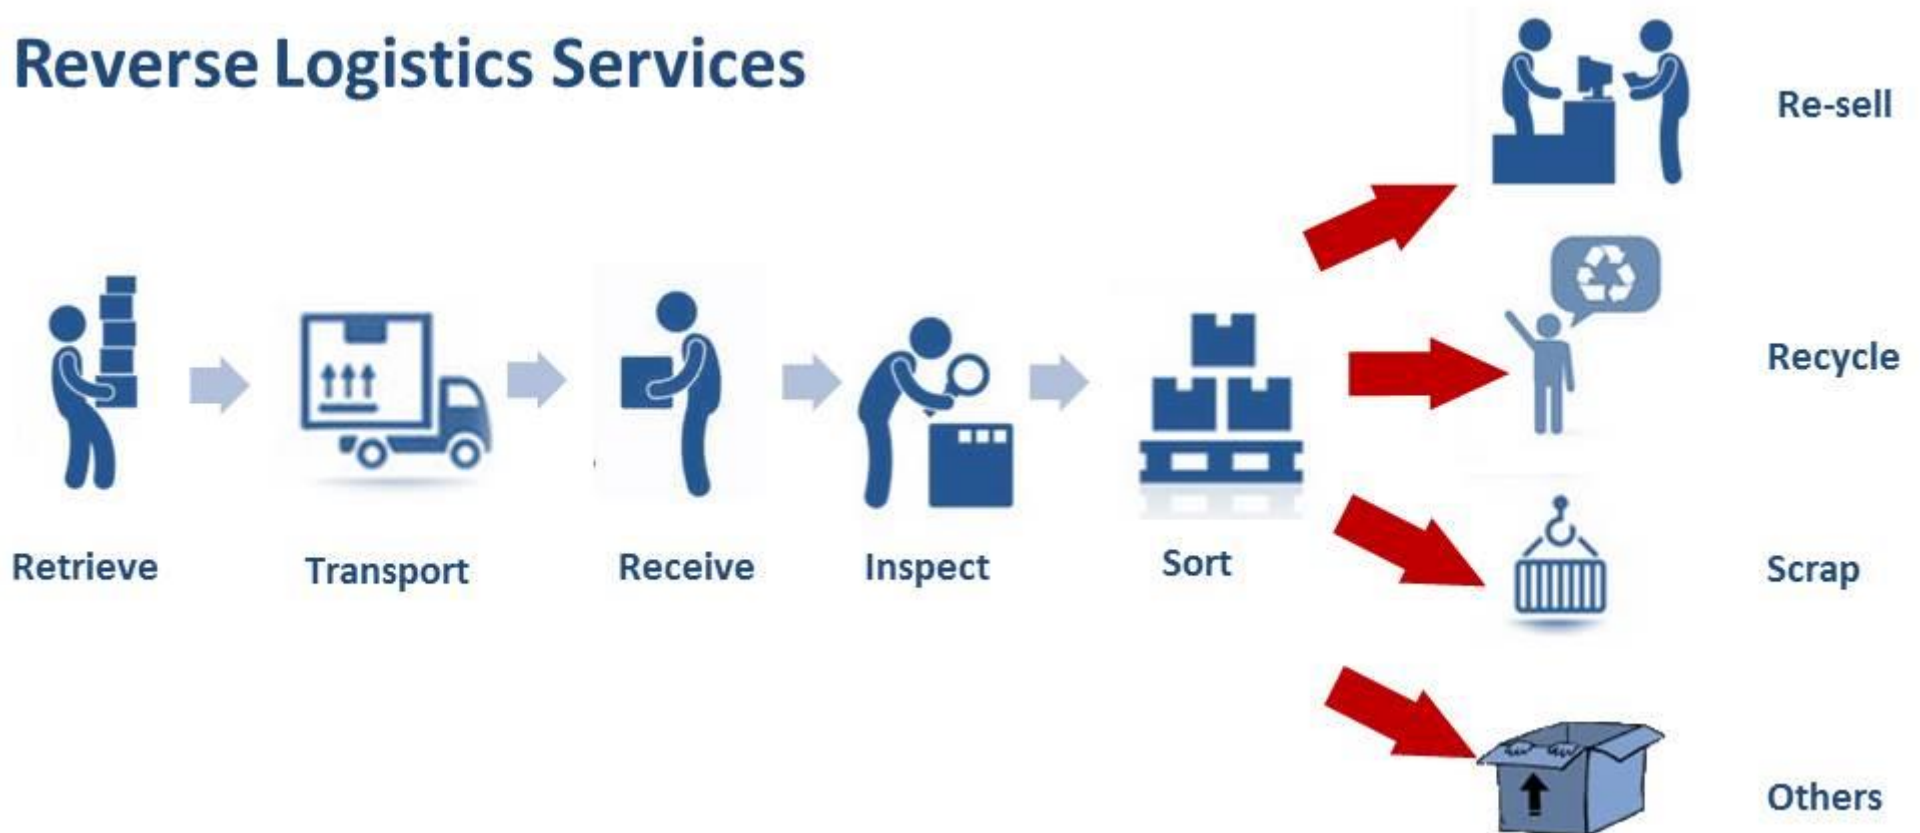 Reverse Logistics Services
Re-sell
Recycle
Retrieve
Transport
Receive
Inspect
Sort
Scrap
Others